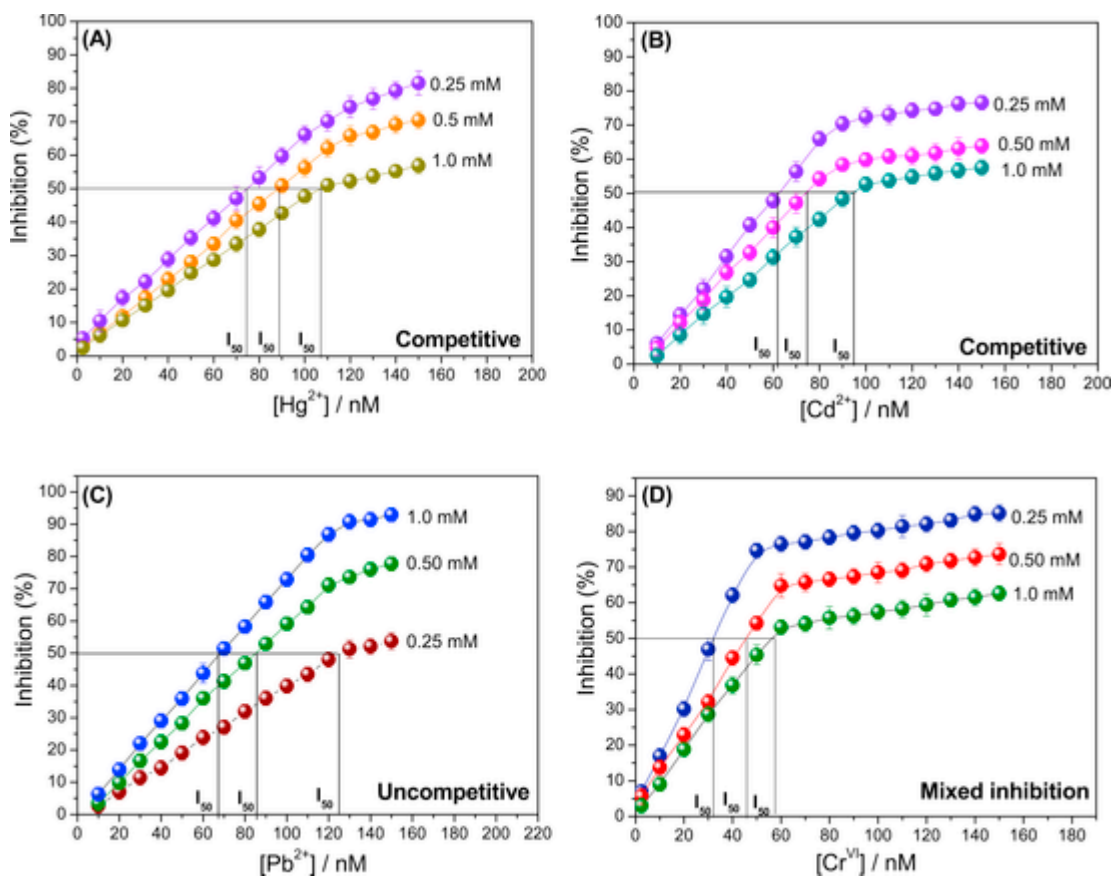 (A)
Inhibition (%)
100
90
80
70
60
50
40
30
20
10
0
0.25 mM
0.5 mM
1.0 mM
I50 I50 I50
Competitive
0 20 40 60 80 100 120 140 160 180 200
[Hg2+] / nM
(B)
Inhibition (%)
100
90
80
70
60
50
40
30
20
10
0
0.25 mM
0.50 mM
1.0 mM
I50 I50 I50
Competitive
0 20 40 60 80 100 120 140 160 180 200
[Cd2+] / nM
(C)
Inhibition (%)
100
90
80
70
60
50
40
30
20
10
0
1.0 mM
0.50 mM
0.25 mM
I50 I50 I50
Uncompetitive
0 20 40 60 80 100 120 140 160 180 200 220
[Pb2+] / nM
(D)
Inhibition (%)
90
80
70
60
50
40
30
20
10
0
0.25 mM
0.50 mM
1.0 mM
I50 I50 I50
Mixed inhibition
0 20 40 60 80 100 120 140 160 180
[CrVI] / nM